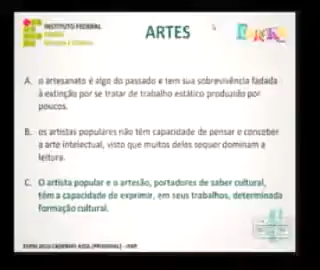 INSTITUTO FEDERAL
ARTES
A. o artesanato é algo do passado e tem sua sobrevivência fadada
à extinção por se tratar de trabalho estático produzido por
poucos.
B. os artistas populares não têm capacidade de pensar e conceber
a arte intelectual, visto que muitos deles sequer dominam a
leitura.
C. O artista popular e o artesão, portadores de saber cultural,
têm a capacidade de exprimir, em seus trabalhos, determinada
formação cultural.